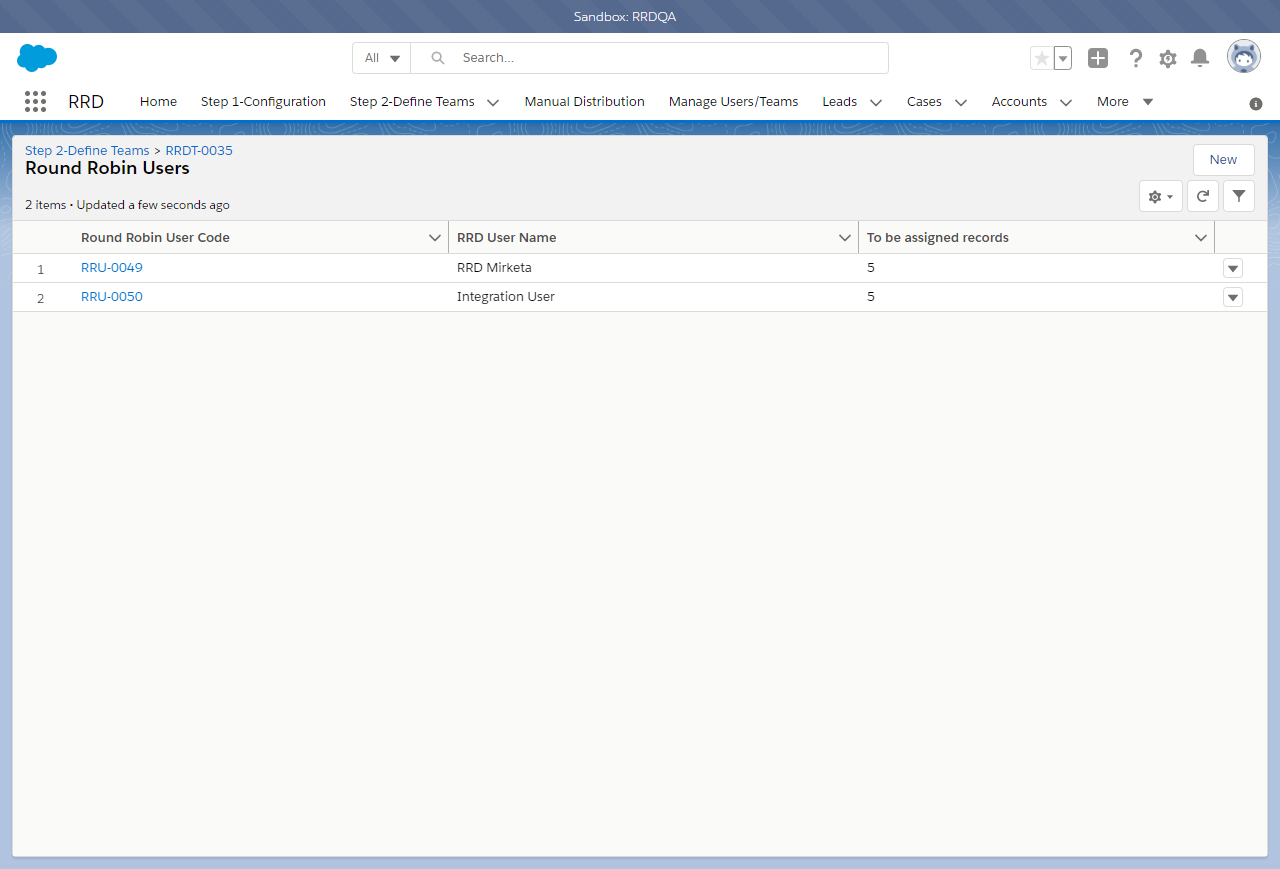 Sandbox: RRDQA
All Search...
RRD Home Step 1-Configuration Step 2-Define Teams Manual Distribution Manage Users/Teams Leads Cases Accounts More
Step 2-Define Teams > RRDT-0035
Round Robin Users
New
2 items • Updated a few seconds ago
Round Robin User Code RRD User Name To be assigned records
1 RRU-0049 RRD Mirketa 5
2 RRU-0050 Integration User 5